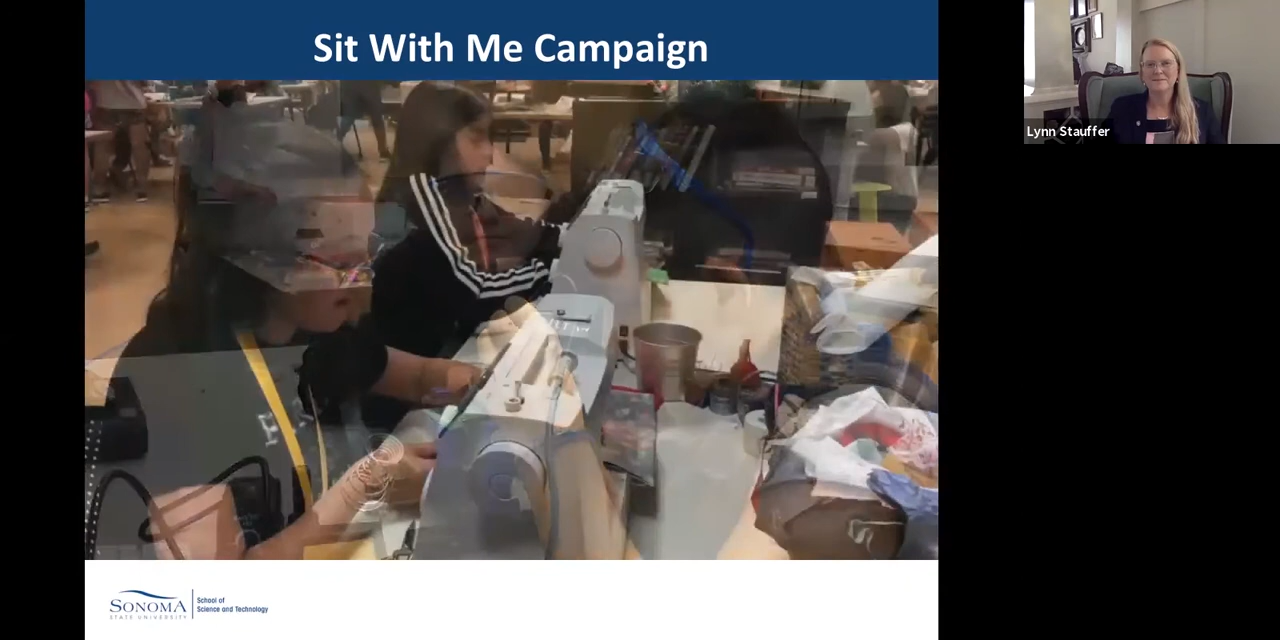 Sit With Me Campaign
Lynn Stauffer
SONOMA
STATE UNIVERSITY
School of
Science and Technology